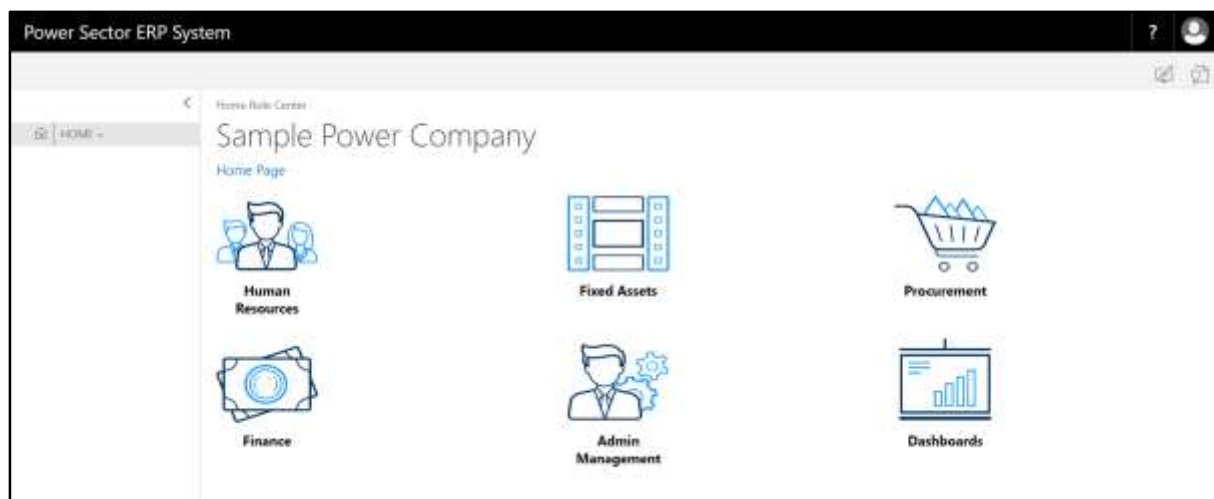 Power Sector ERP System
?
Home Role Center
HOME
Sample Power Company
Home Page
Human
Resources
Fixed Assets
Procurement
Finance
Admin
Management
Dashboards